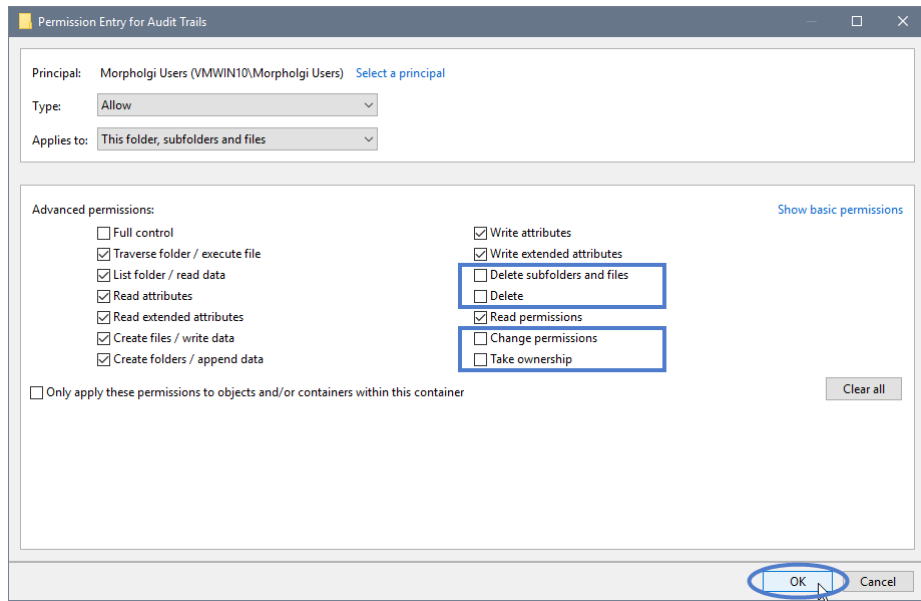 Permission Entry for Audit Trails
Principal: Morpholgi Users (VMWIN10\Morpholgi Users) Select a principal
Type: Allow
Applies to: This folder, subfolders and files
Advanced permissions: Show basic permissions
Full control
Traverse folder / execute file
List folder / read data
Read attributes
Read extended attributes
Create files / write data
Create folders / append data
Write attributes
Write extended attributes
Delete subfolders and files
Delete
Read permissions
Change permissions
Take ownership
Only apply these permissions to objects and/or containers within this container
Clear all
OK Cancel